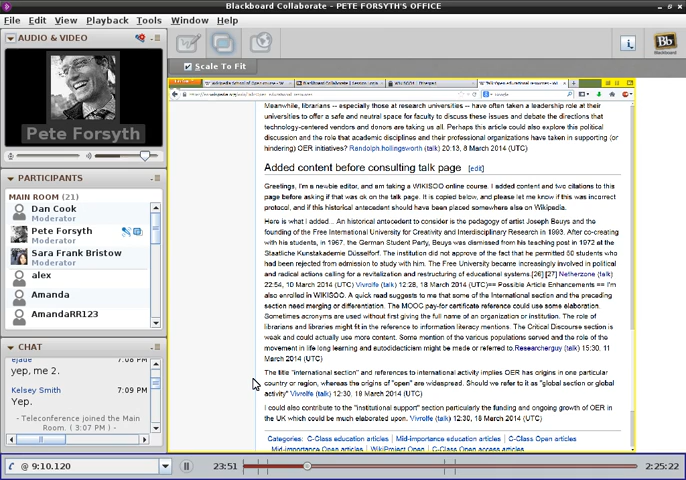 Blackboard Collaborate - PETE FORSYTH'S OFFICE
File Edit View Playback Tools Window Help
AUDIO & VIDEO
Scale To Fit
Pete Forsyth
PARTICIPANTS
MAIN ROOM (21)
Dan Cook
Moderator
Pete Forsyth
Moderator
Sara Frank Bristow
Moderator
alex
Amanda
AmandaRR123
CHAT
ejade 7:08 PM
yep, me 2.
Kelsey Smith 7:09 PM
Yep.
- Teleconference joined the Main
Room. ( 3:07 PM ) -
Meanwhile, librarians -- especially those at research universities -- have often taken a leadership role at their
universities to offer a safe and neutral space for faculty to discuss these issues and debate the directions that
technology-centered vendors and donors are taking us all. Perhaps this article could also explore this political
discussion and the role that academic disciplines and their professional organizations have taken in supporting (or
hindering) OER initiatives? Randolph.hollingsworth (talk) 20:13, 8 March 2014 (UTC)
Added content before consulting talk page [edit]
Greetings, I'm a newbie editor, and am taking a WIKISOO online course. I added content and two citations to this
page before asking if that was ok on the talk page. It is copied below, and please let me know if this was incorrect
protocol, and if this historical antecedent should have been placed somewhere else on Wikipedia.
Here is what I added... An historical antecedent to consider is the pedagogy of artist Joseph Beuys and the
founding of the Free International University for Creativity and Interdisciplinary Research in 1993. After co-creating
with his students, in 1967, the German Student Party, Beuys was dismissed from his teaching post in 1972 at the
Staatliche Kunstakademie Düsseldorf. The institution did not approve of the fact that he permitted 50 students who
had been rejected from admission to study with him. The Free University became increasingly involved in political
and radical actions calling for a revitalization and restructuring of educational systems.[26][27] Netherzone (talk)
22:54, 10 March 2014 (UTC) Vivrolfe (talk) 12:28, 18 March 2014 (UTC)== Possible Article Enhancements == I'm
also enrolled in WIKISOO. A quick read suggests to me that some of the International section and the preceding
section need merging or differentiation. The MOOC pay-for certificate reference could use some elaboration.
Sometimes acronyms are used without first giving the full name of an organization or initiative. The role of
librarians and libraries might fit in the reference to information literacy mentions. The Critical Discourse section is
weak and could actually use more content. Some mention of the various populations served and the role of the
movement in life long learning and autodidacticism might be made or referred to.Researcherguy (talk) 15:30, 11
March 2014 (UTC)
The title "international section" and references to international activity implies OER has origins in one particular
country or region, whereas the origins of "open" are widespread. Should we refer to it as "global section or global
activity" Vivrolfe (talk) 12:30, 18 March 2014 (UTC)
I could also contribute to the "institutional support" section particularly the funding and ongoing growth of OER in
the UK which could be much elaborated upon. Vivrolfe (talk) 12:30, 18 March 2014 (UTC)
Categories: C-Class education articles | Mid-importance education articles | C-Class Open articles
Mid-importance Open articles | WikiProject Open | C-Class Open access articles
@ 9:10.120
23:51
2:25:22
Bb